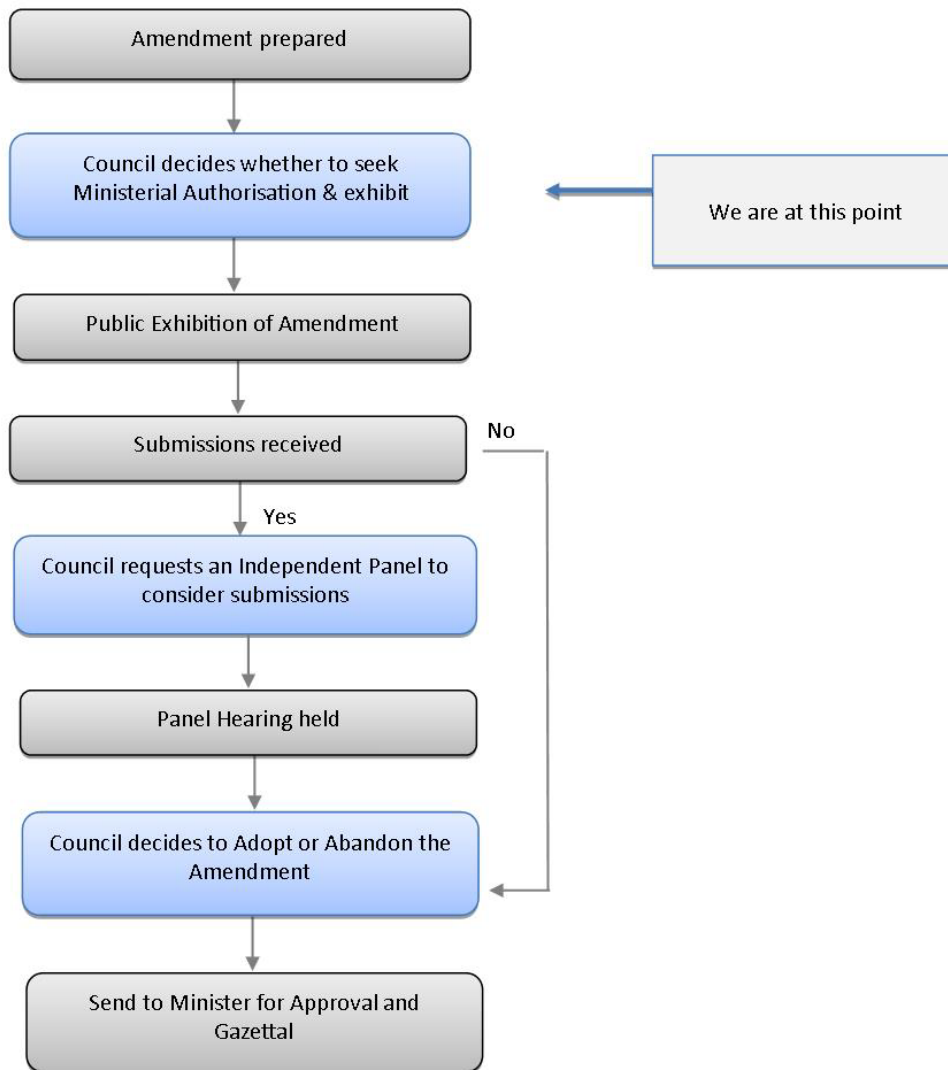 Amendment prepared
Council decides whether to seek
Ministerial Authorisation & exhibit
We are at this point
Public Exhibition of Amendment
Submissions received
No
Yes
Council requests an Independent Panel to
consider submissions
Panel Hearing held
Council decides to Adopt or Abandon the
Amendment
Send to Minister for Approval and
Gazettal